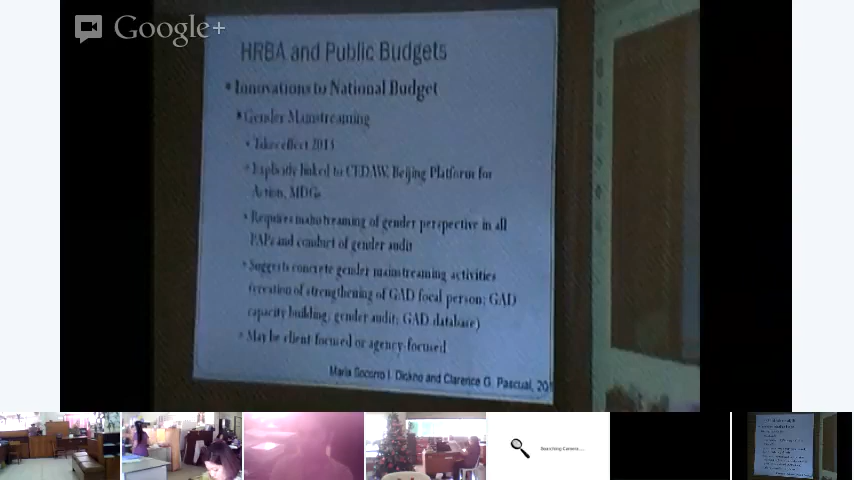 Google+
HRBA and Public Budgets
Innovations to National Budget
Gender Mainstreaming
Take effect 2013
Explicitly linked to CEDAW, Beijing Platform for
Action, MDGs
Requires mainstreaming of gender perspective in all
PAPs and conduct of gender audit
Suggests concrete gender mainstreaming activities
(creation of strengthening of GAD focal person; GAD
capacity building; gender audit; GAD database)
May be client-focused or agency-focused
Maria Socorro I. Diokno and Clarence G. Pascual, 201